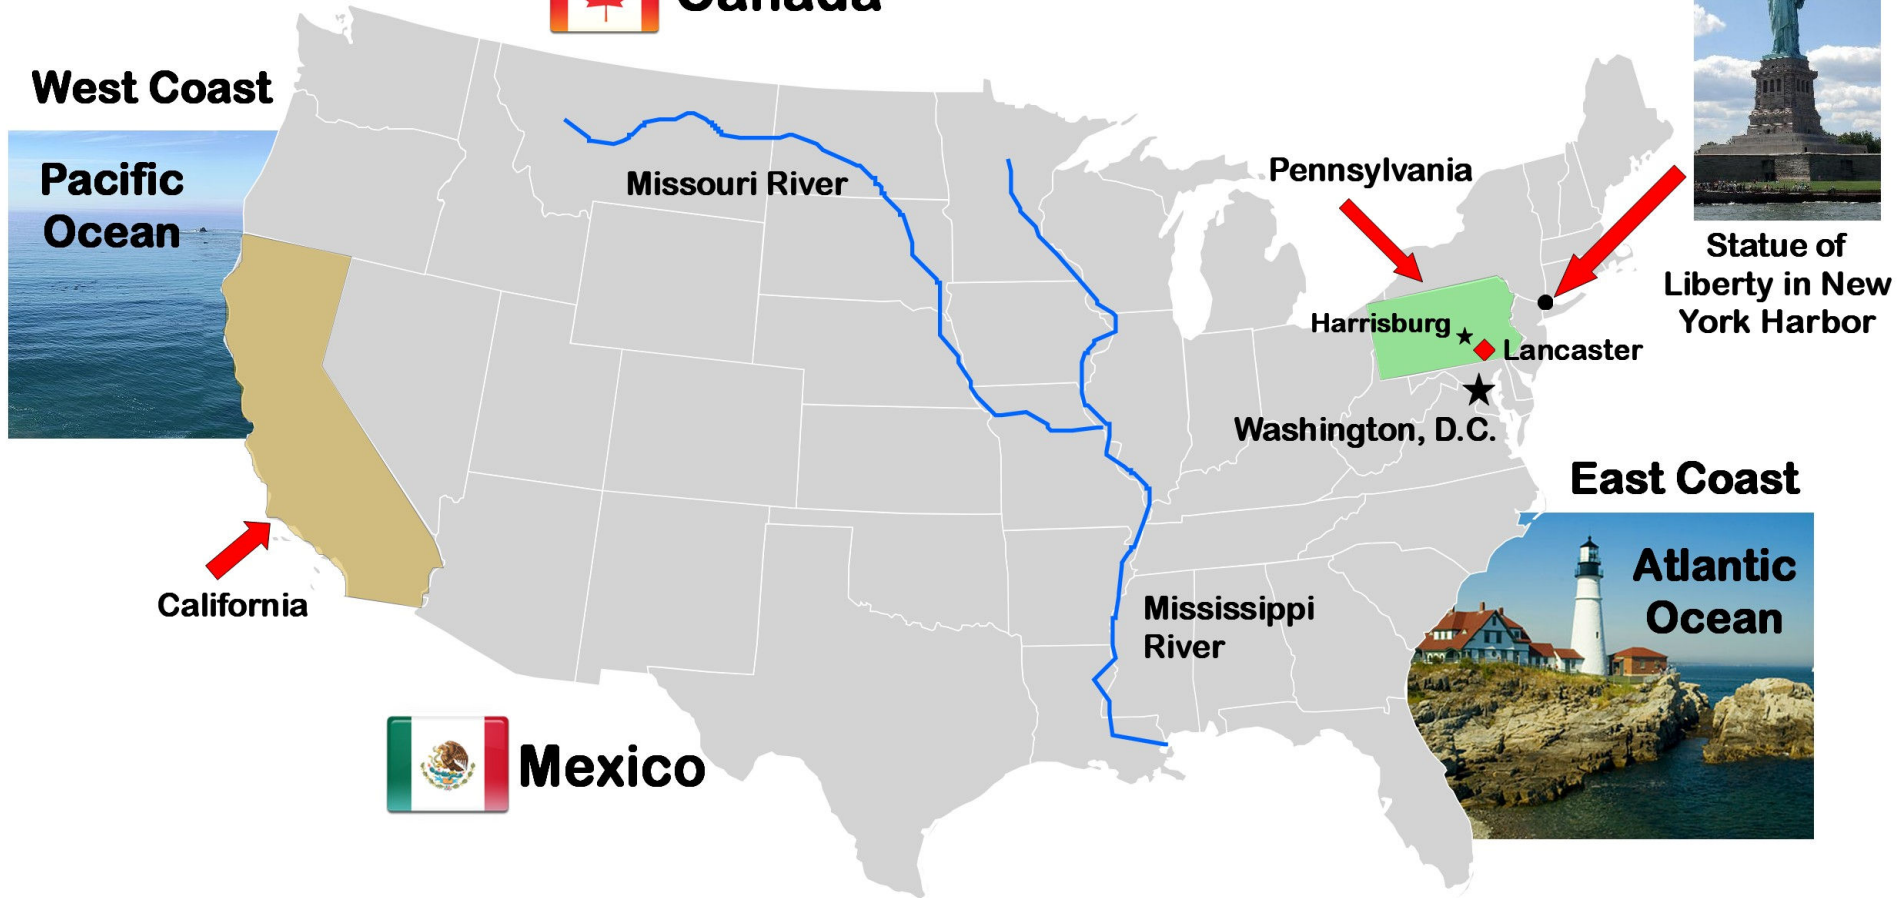 Canada
West Coast
Pacific
Ocean
Missouri River
Pennsylvania
Statue of
Liberty in New
York Harbor
Harrisburg
Lancaster
Washington, D.C.
East Coast
Atlantic
Ocean
California
Mississippi
River
Mexico